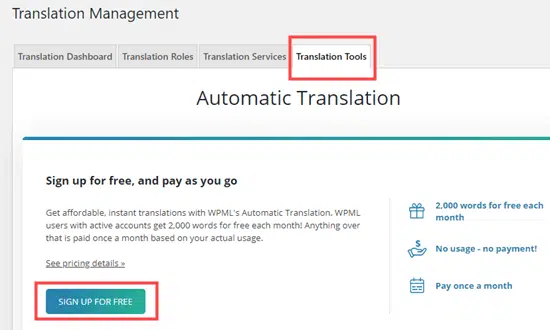 Translation Management
Translation Dashboard Translation Roles Translation Services Translation Tools
Automatic Translation
Sign up for free, and pay as you go
Get affordable, instant translations with WPML's Automatic Translation. WPML
users with active accounts get 2,000 words for free each month! Anything over
that is paid once a month based on your actual usage.
See pricing details »
SIGN UP FOR FREE
2,000 words for free each
month
No usage - no payment!
Pay once a month